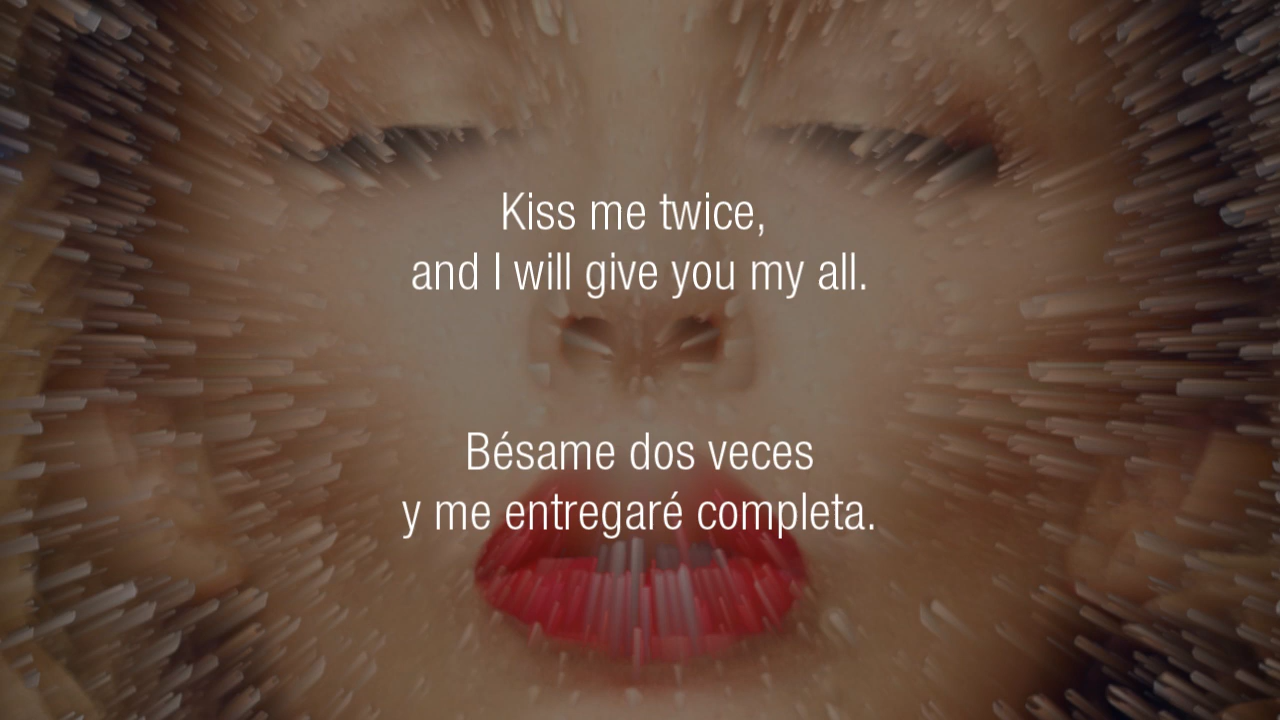 Kiss me twice,
and I will give you my all.
Bésame dos veces
y me entregaré completa.